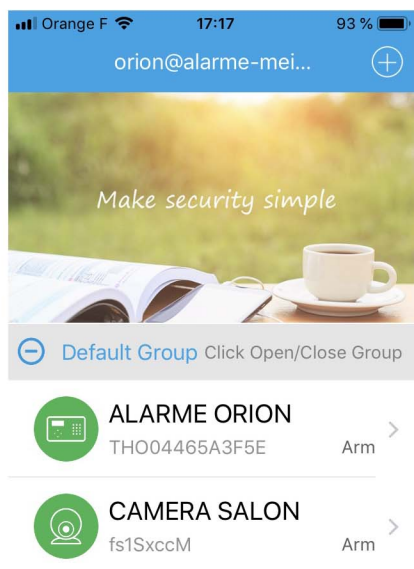 Orange F 17:17 93 %
orion@alarme-mei...
Make security simple
Default Group Click Open/Close Group
ALARME ORION
THO04465A3F5E Arm
CAMERA SALON
fs1SxccM Arm